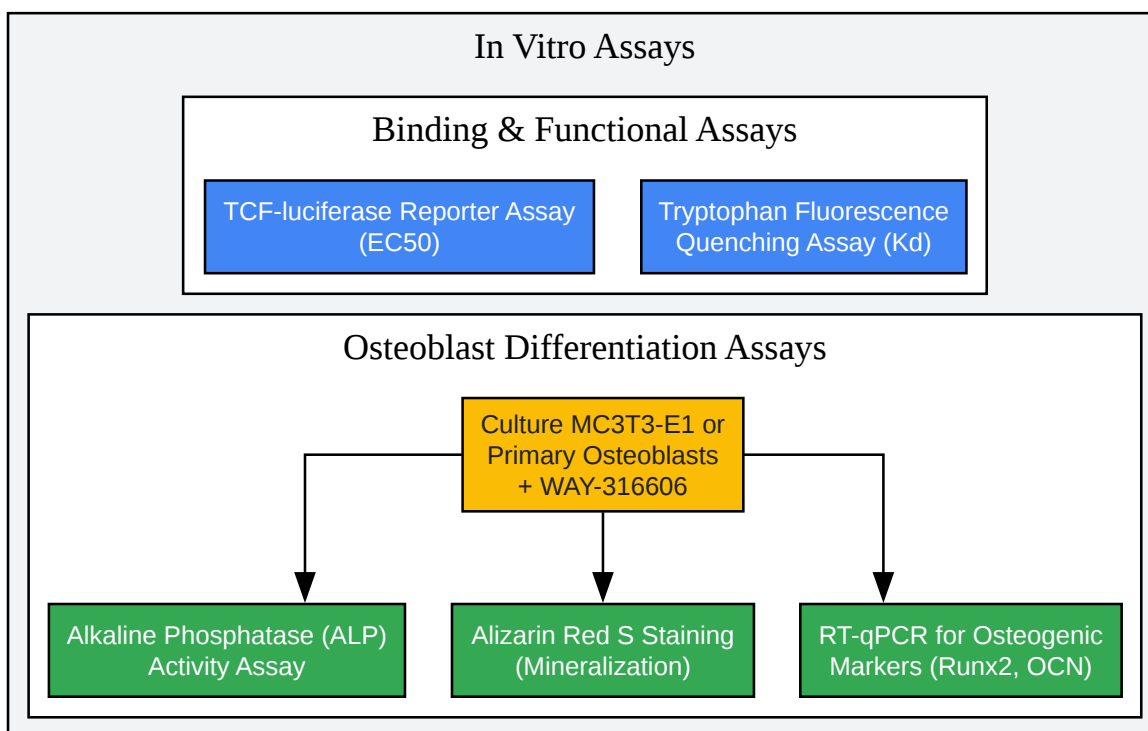 In Vitro Assays
Binding & Functional Assays
TCF-luciferase Reporter Assay
(EC50)
Tryptophan Fluorescence
Quenching Assay (Kd)
Osteoblast Differentiation Assays
Culture MC3T3-E1 or
Primary Osteoblasts
+ WAY-316606
Alkaline Phosphatase (ALP)
Activity Assay
Alizarin Red S Staining
(Mineralization)
RT-qPCR for Osteogenic
Markers (Runx2, OCN)